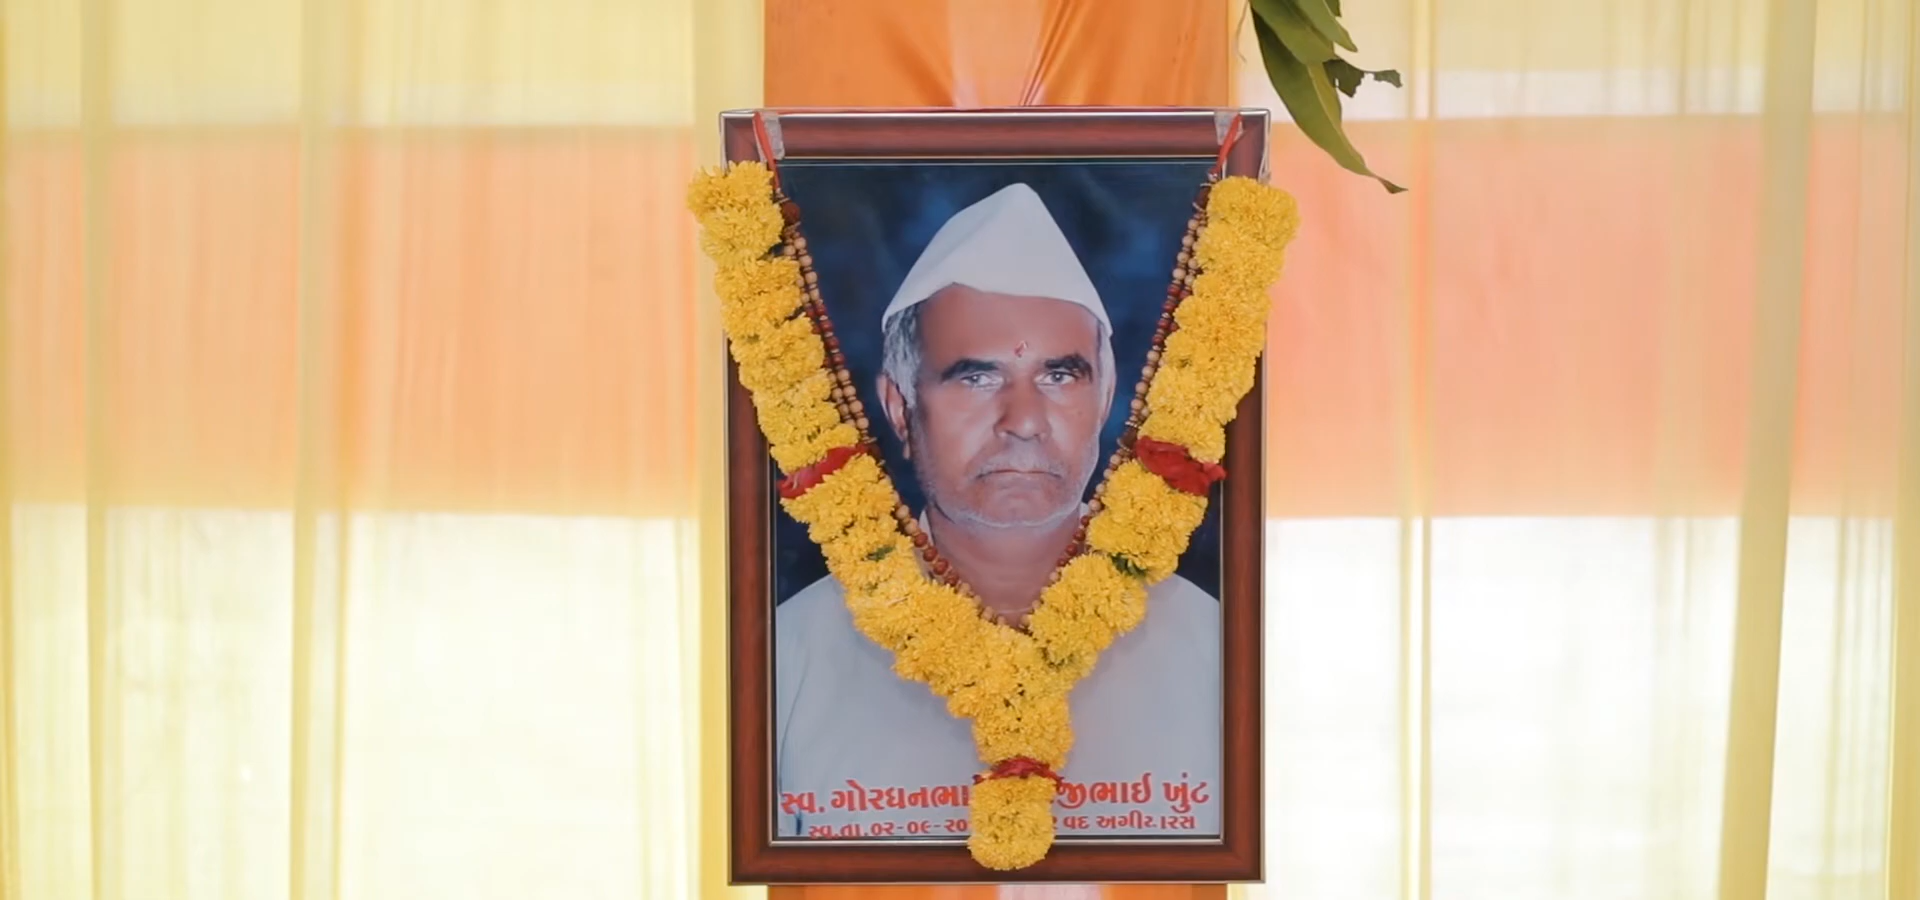 સ્વ. ગોરધનભા જીભાઈ ખુંટ
સ્વ.તા.૦૨-૦૯-૨૦ વદ અગીયારસ